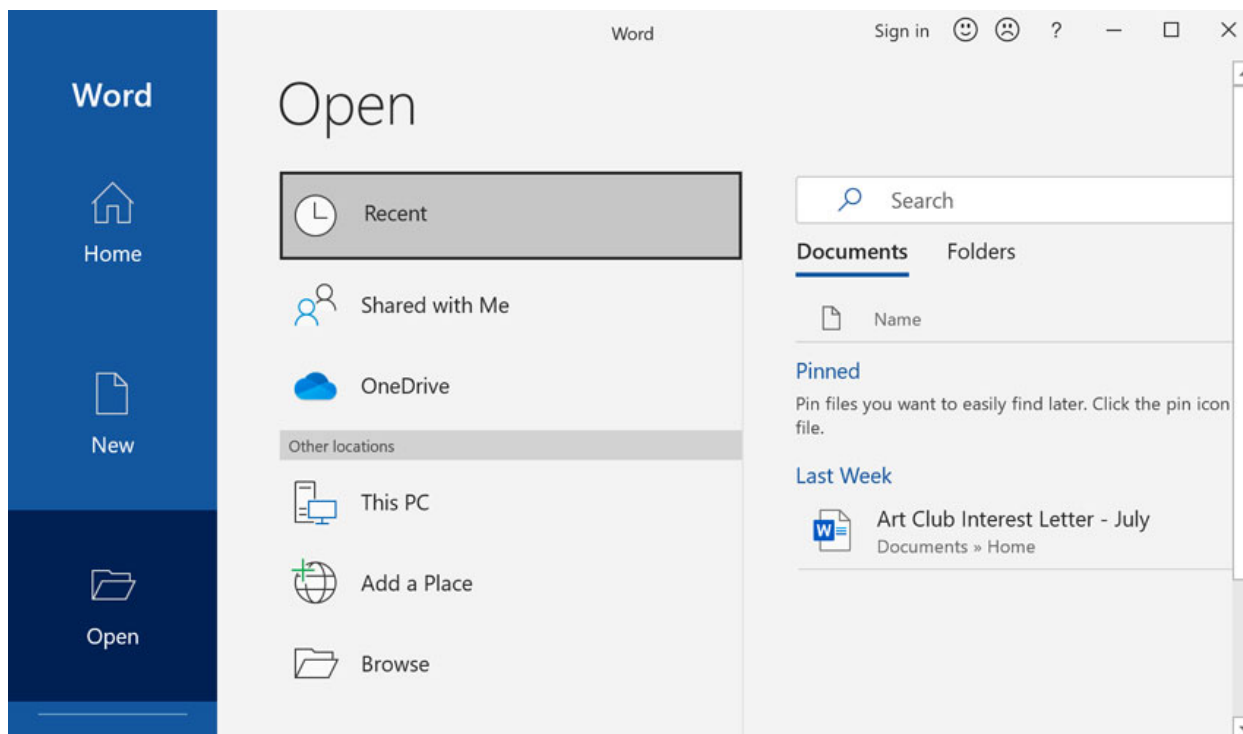 Word
Sign in ?
Word
Home
New
Open
Open
Recent
Shared with Me
OneDrive
Other locations
This PC
Add a Place
Browse
Search
Documents Folders
Name
Pinned
Pin files you want to easily find later. Click the pin icon
file.
Last Week
W
Art Club Interest Letter - July
Documents » Home